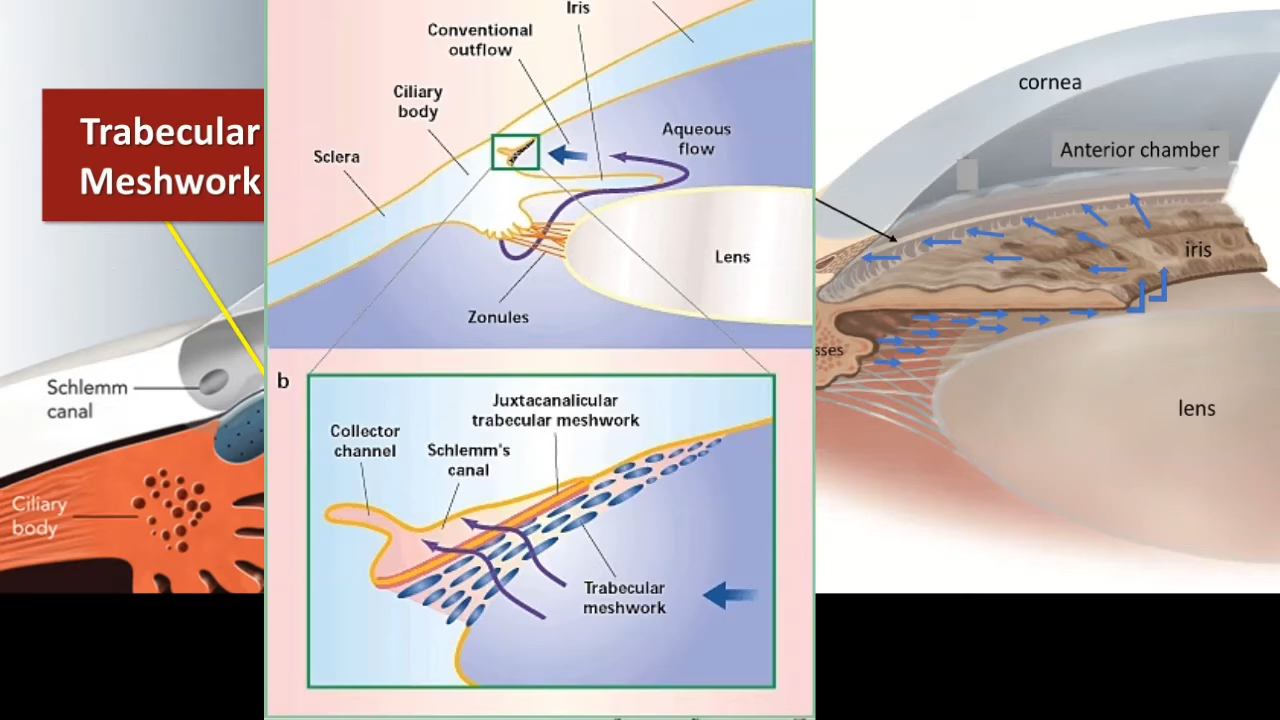 Trabecular
Meshwork
Schlemm
canal
Ciliary
body
Iris
Conventional
outflow
Ciliary
body
Aqueous
flow
Sclera
Lens
Zonules
b
Juxtacanalicular
trabecular meshwork
Collector
channel
Schlemm's
canal
Trabecular
meshwork
cornea
Anterior chamber
iris
sses
lens